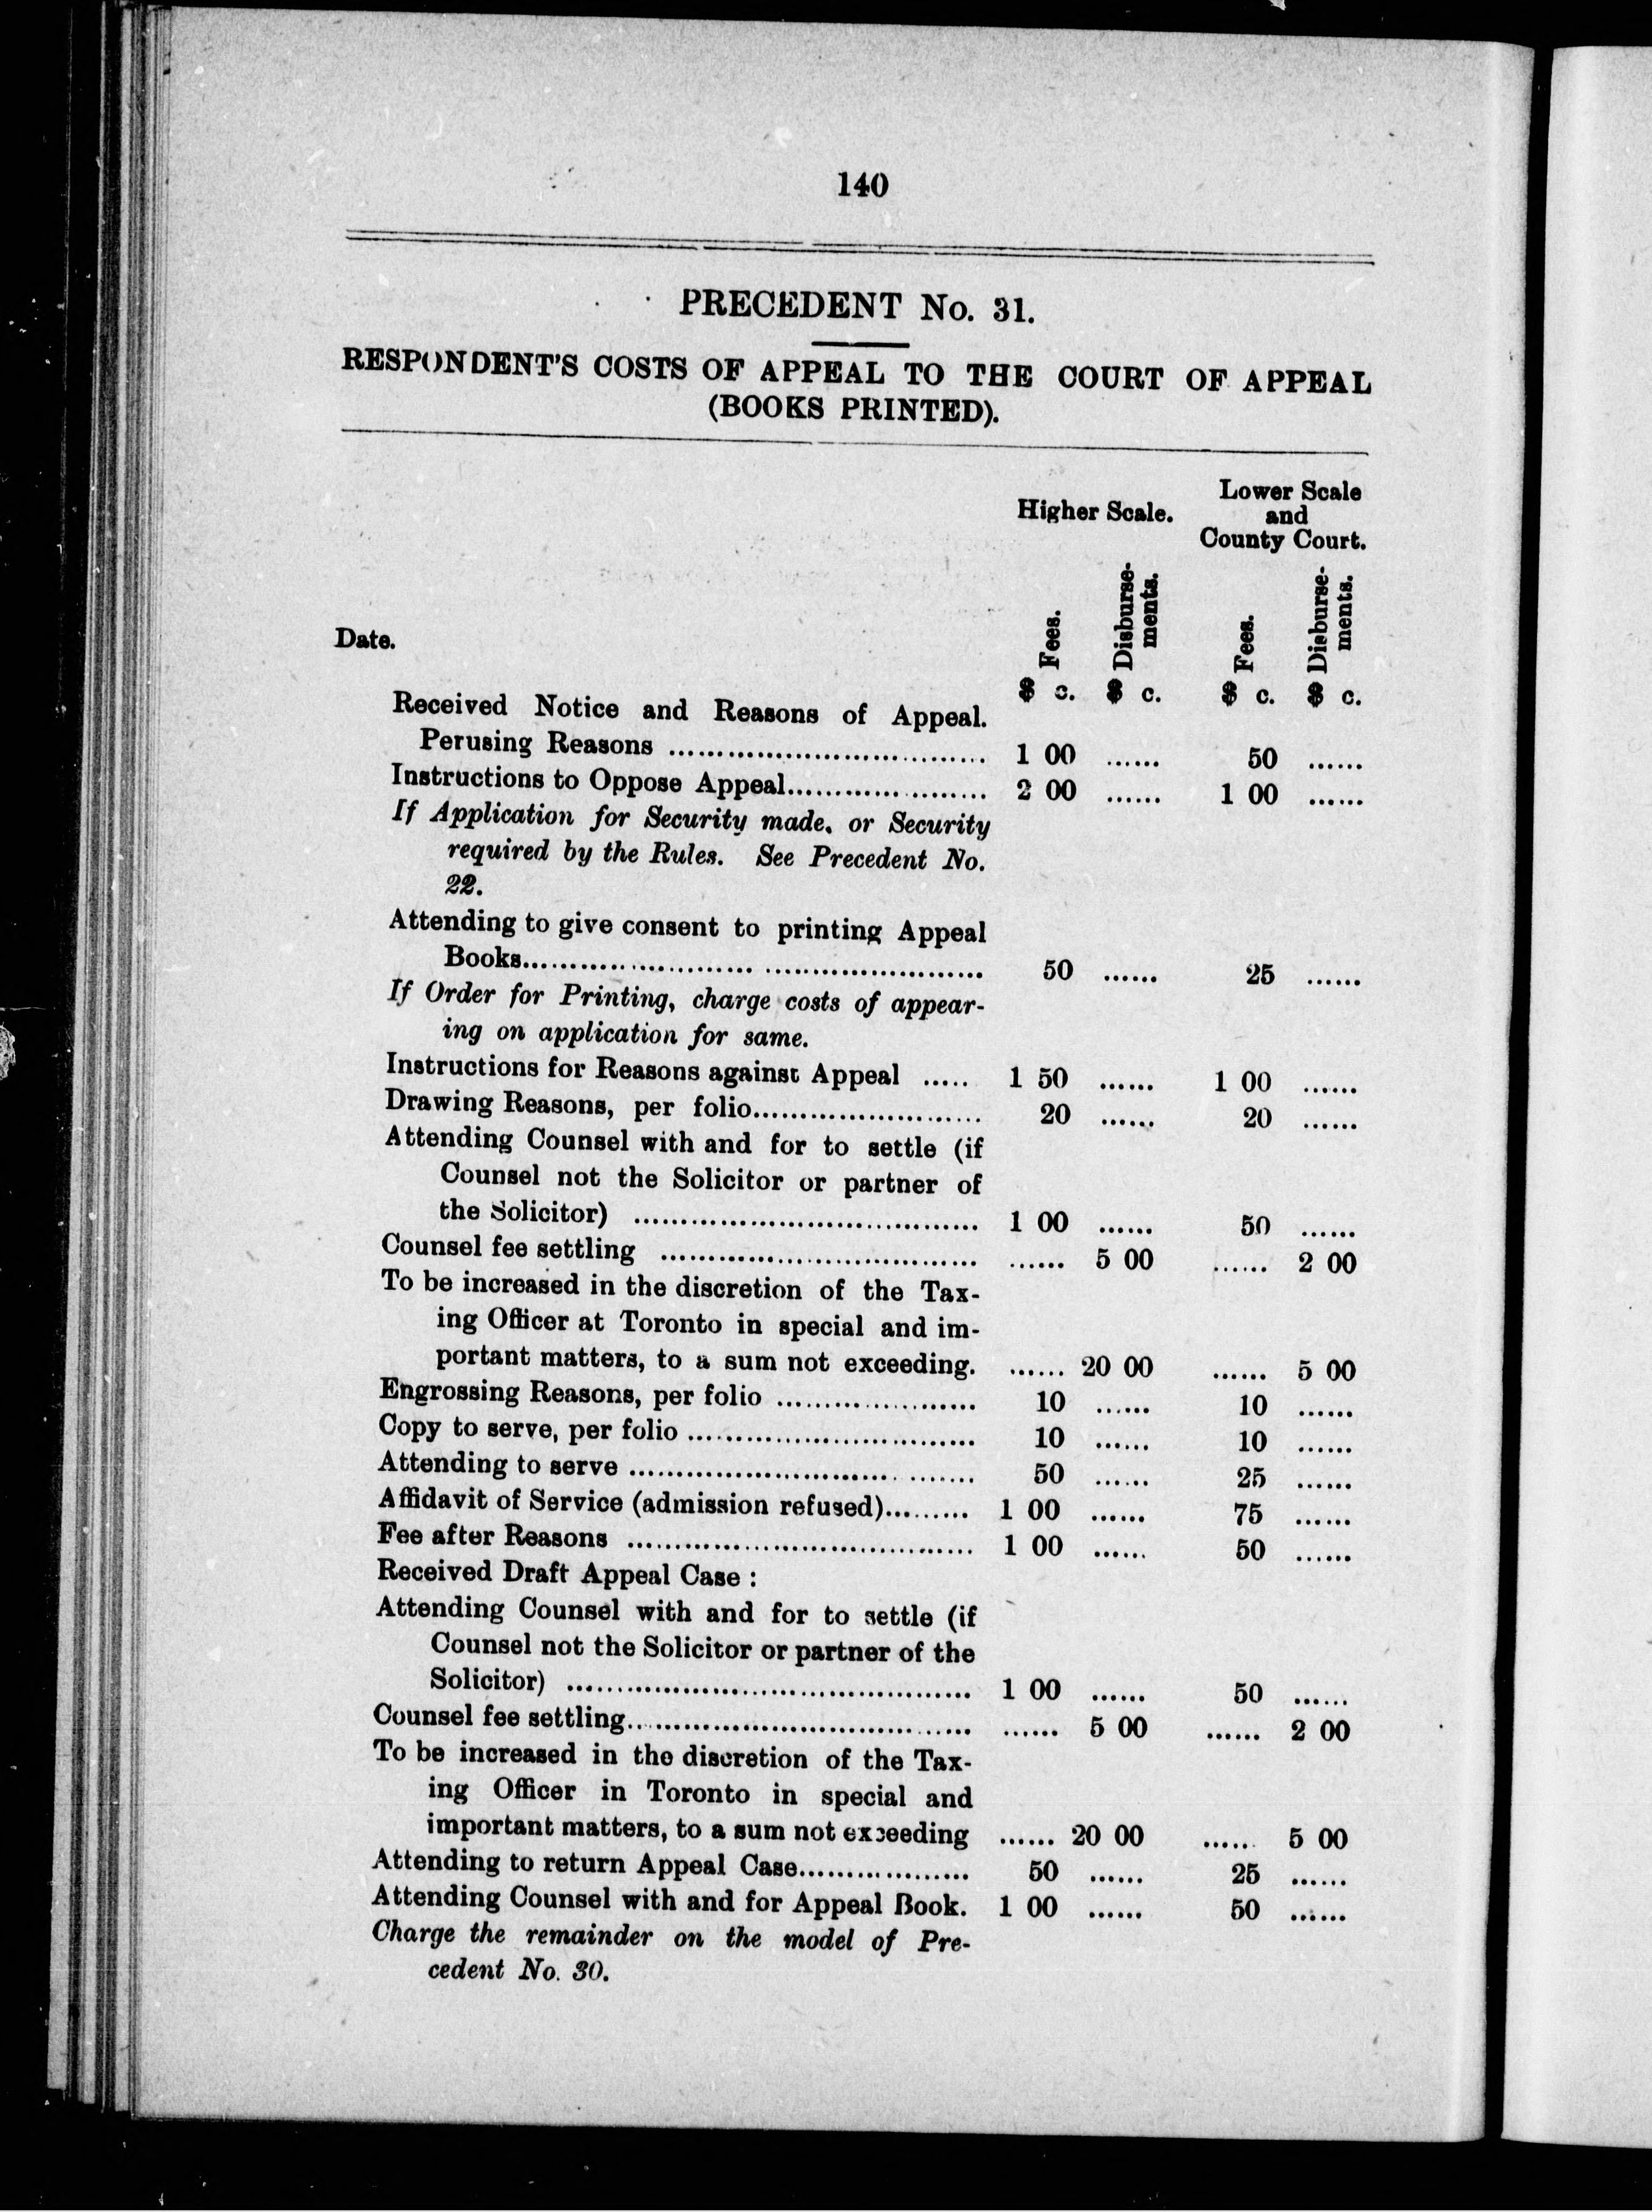 140
PRECEDENT No. 31.
RESPONDENT'S COSTS OF APPEAL TO THE COURT OF APPEAL
(BOOKS PRINTED).
Higher Scale.
Lower Scale
and
County Court.
Date.
Fees.
Disburse-
ments.
Fees.
Disburse-
ments.
$ c. $ c. $ c. $ c.
Received Notice and Reasons of Appeal.
Perusing Reasons .............................. 1 00 ...... 50 ......
Instructions to Oppose Appeal..................... 2 00 ...... 1 00 ......
If Application for Security made, or Security
required by the Rules. See Precedent No.
22.
Attending to give consent to printing Appeal
Books.............................................. 50 ...... 25 ......
If Order for Printing, charge costs of appear-
ing on application for same.
Instructions for Reasons against Appeal ..... 1 50 ...... 1 00 ......
Drawing Reasons, per folio........................ 20 ...... 20 ......
Attending Counsel with and for to settle (if
Counsel not the Solicitor or partner of
the Solicitor) .................................... 1 00 ...... 50 ......
Counsel fee settling ................................. ...... 5 00 ...... 2 00
To be increased in the discretion of the Tax-
ing Officer at Toronto in special and im-
portant matters, to a sum not exceeding. ...... 20 00 ...... 5 00
Engrossing Reasons, per folio ..................... 10 ...... 10 ......
Copy to serve, per folio .............................. 10 ...... 10 ......
Attending to serve .................................... 50 ...... 25 ......
Affidavit of Service (admission refused)......... 1 00 ...... 75 ......
Fee after Reasons .................................... 1 00 ...... 50 ......
Received Draft Appeal Case :
Attending Counsel with and for to settle (if
Counsel not the Solicitor or partner of the
Solicitor) .......................................... 1 00 ...... 50 ......
Counsel fee settling.................................... ...... 5 00 ...... 2 00
To be increased in the discretion of the Tax-
ing Officer in Toronto in special and
important matters, to a sum not exceeding ...... 20 00 ...... 5 00
Attending to return Appeal Case.................. 50 ...... 25 ......
Attending Counsel with and for Appeal Book. 1 00 ...... 50 ......
Charge the remainder on the model of Pre-
cedent No. 30.